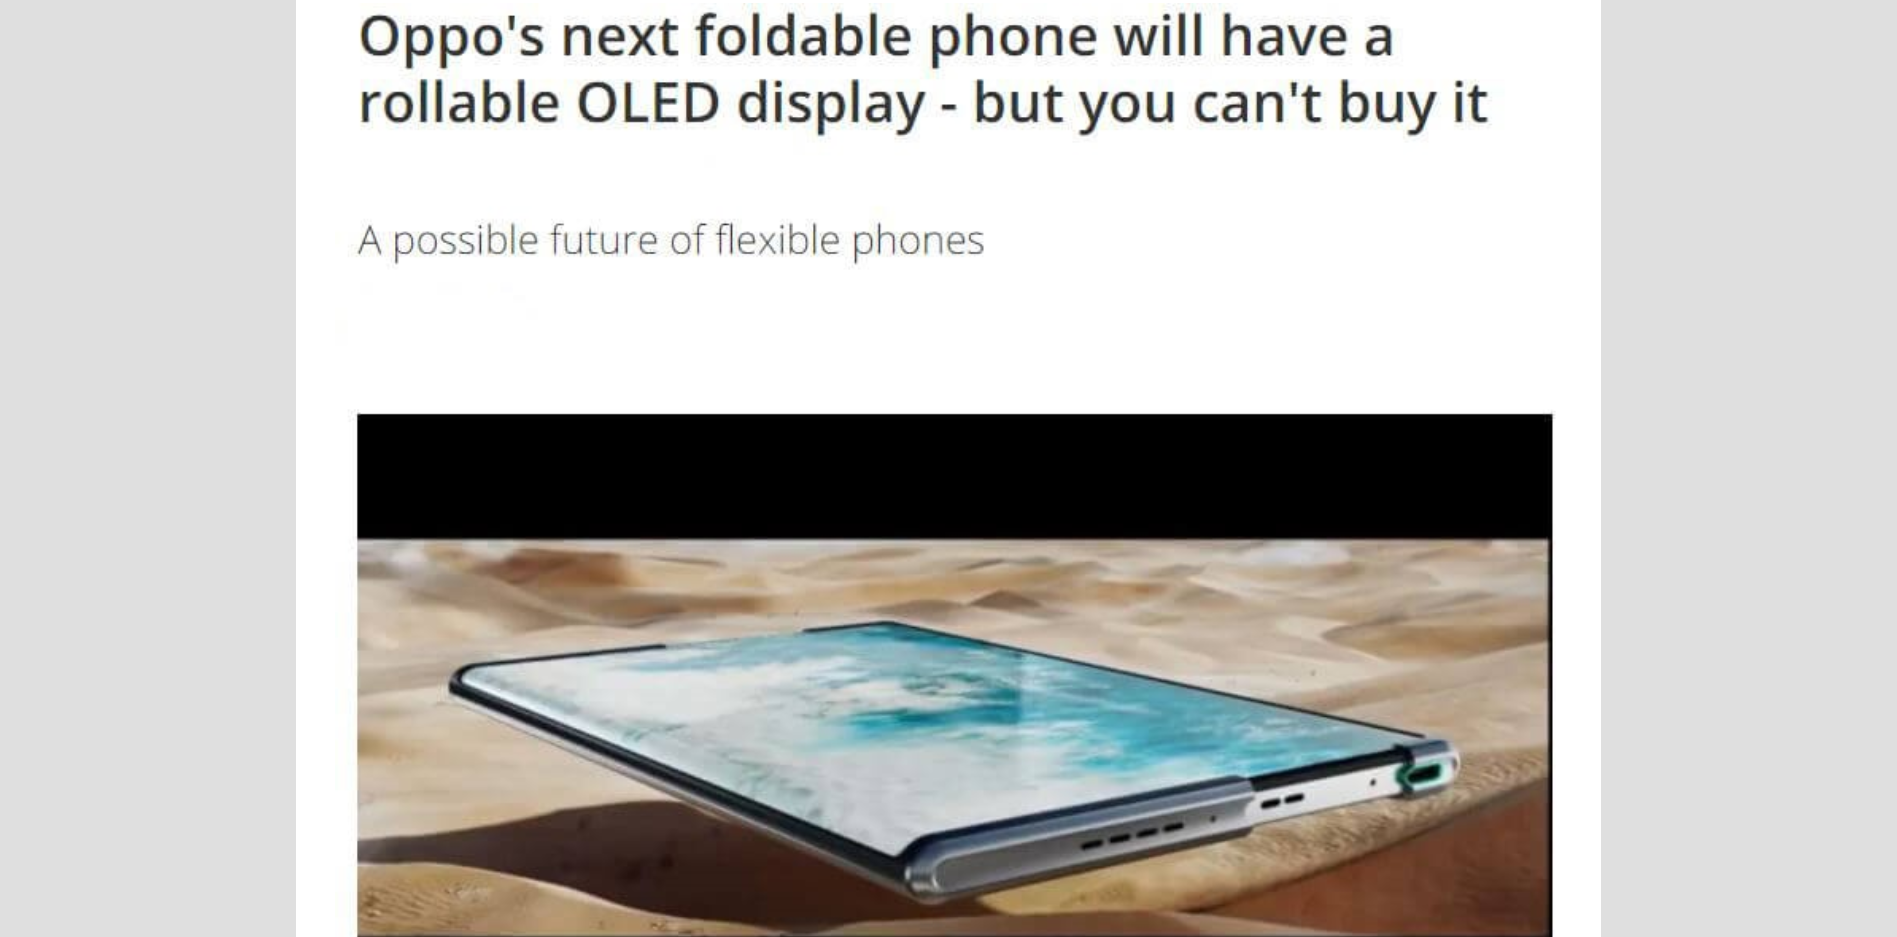 Oppo's next foldable phone will have a
rollable OLED display - but you can't buy it
A possible future of flexible phones